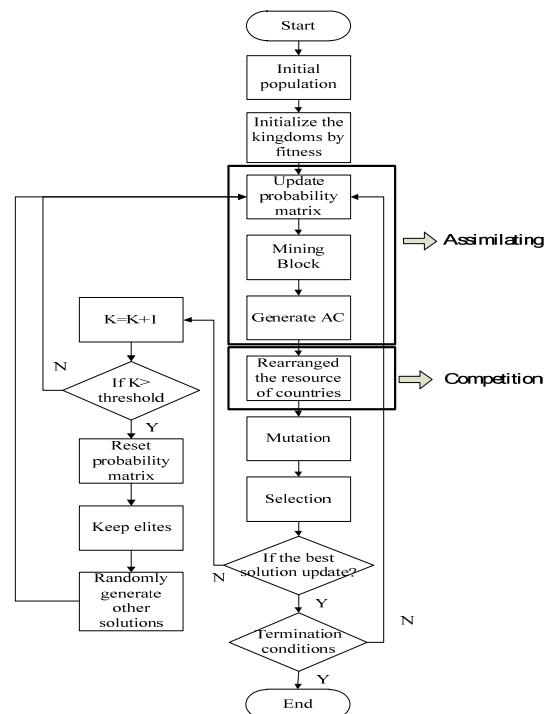 Start
Initial
population
Initialize the
kingdoms by
fitness
Update
probability
matrix
Assimilating
Mining
Block
Generate AC
K=K+1
Rearranged
the resource
of countries
Competition
N
If K>
threshold
Y
Mutation
Reset
probability
matrix
Selection
Keep elites
If the best
solution update?
N
Randomly
generate
other
solutions
Y
N
Termination
conditions
Y
End